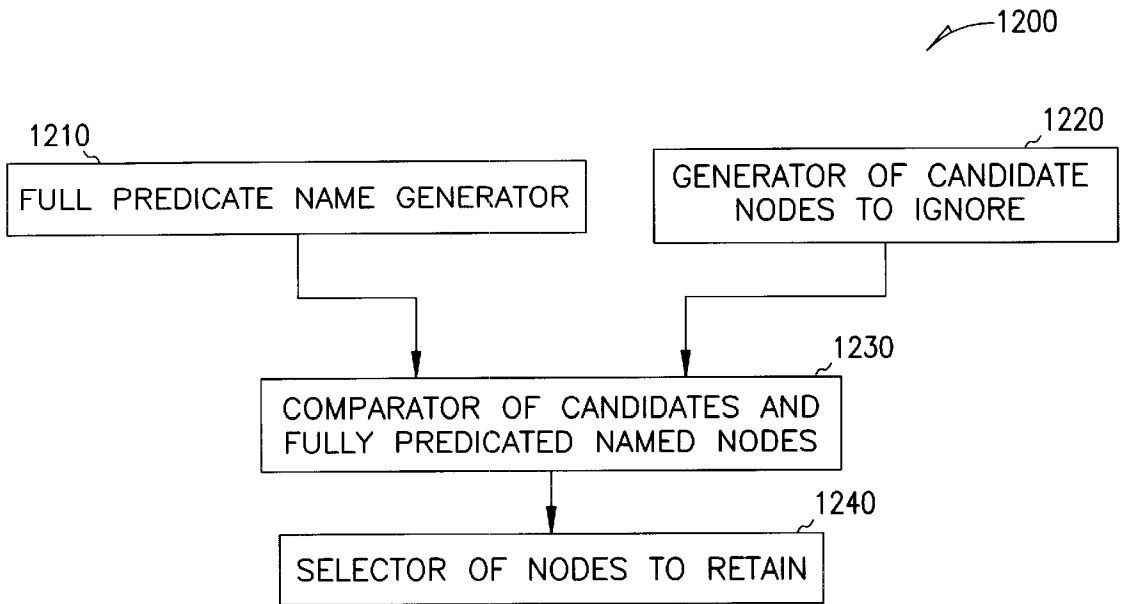 1200
1210
FULL PREDICATE NAME GENERATOR
1220
GENERATOR OF CANDIDATE
NODES TO IGNORE
1230
COMPARATOR OF CANDIDATES AND
FULLY PREDICATED NAMED NODES
1240
SELECTOR OF NODES TO RETAIN